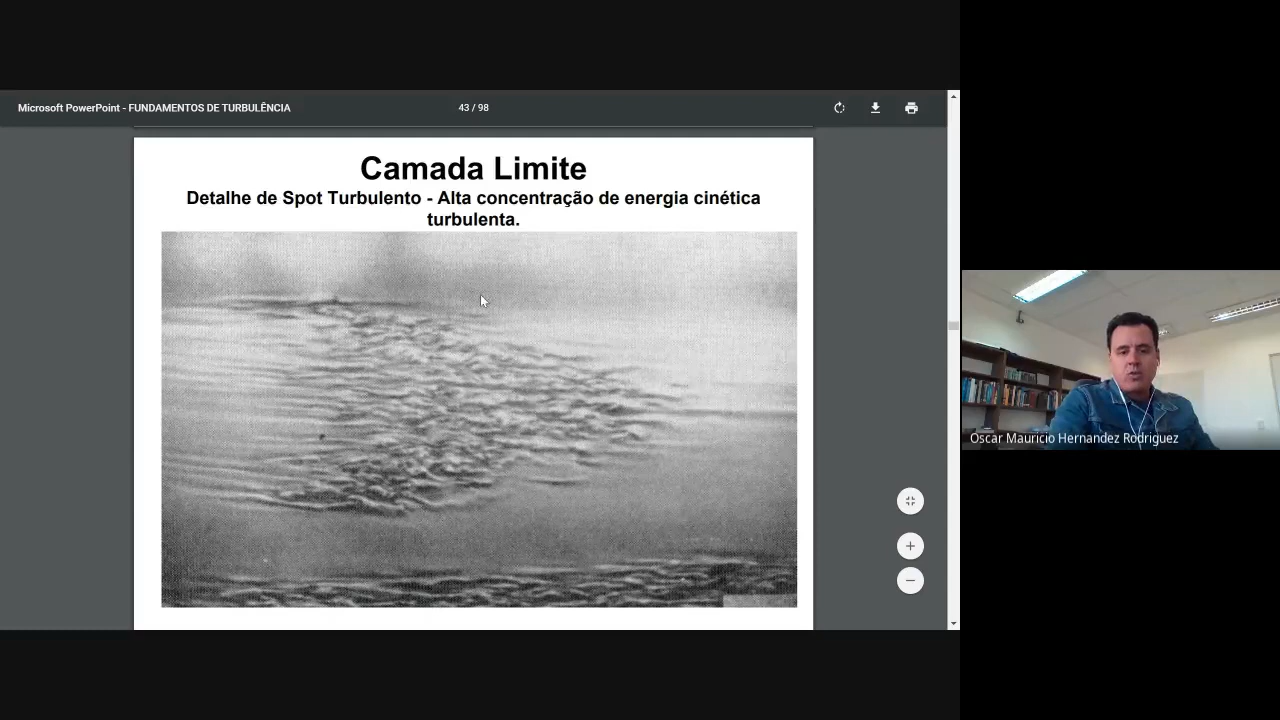 Microsoft PowerPoint - FUNDAMENTOS DE TURBULÊNCIA
43 / 98
Camada Limite
Detalhe de Spot Turbulento - Alta concentração de energia cinética
turbulenta.
Oscar Mauricio Hernandez Rodriguez